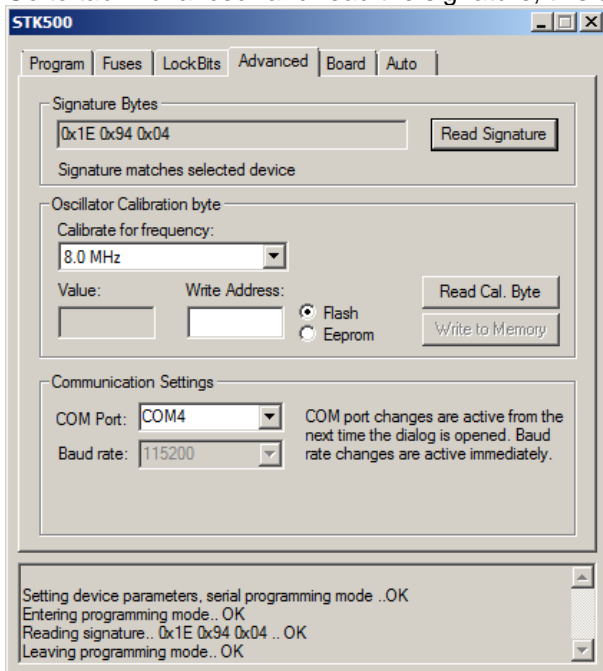 STK500
Program Fuses LockBits Advanced Board Auto
Signature Bytes
0x1E 0x94 0x04
Read Signature
Signature matches selected device
Oscillator Calibration byte
Calibrate for frequency:
8.0 MHz
Value: Write Address:
Flash
Eeprom
Read Cal. Byte
Write to Memory
Communication Settings
COM Port: COM4
Baud rate: 115200
COM port changes are active from the
next time the dialog is opened. Baud
rate changes are active immediately.
Setting device parameters, serial programming mode ..OK
Entering programming mode.. OK
Reading signature.. 0x1E 0x94 0x04 .. OK
Leaving programming mode.. OK